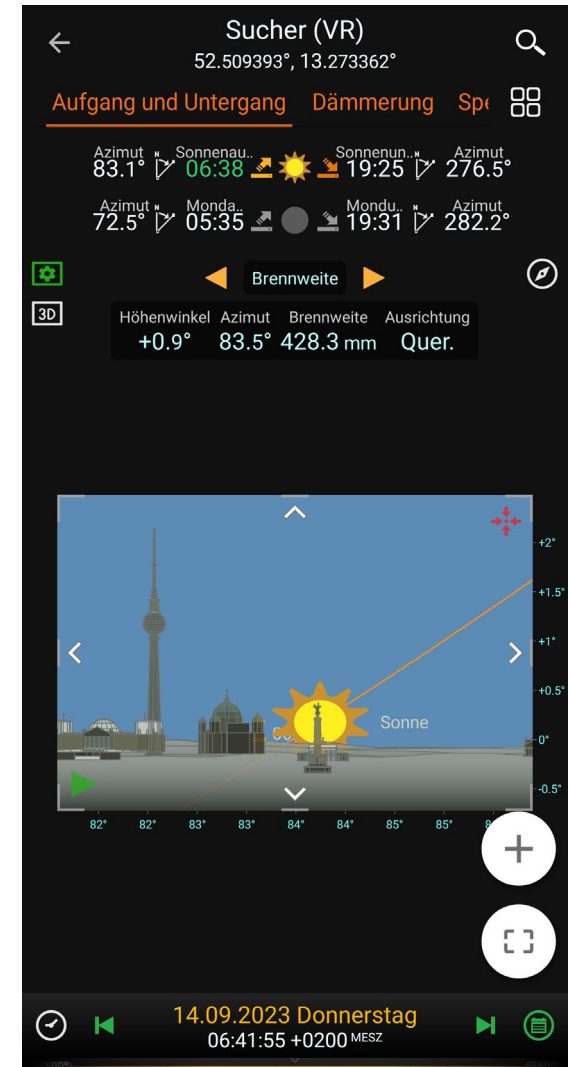 Sucher (VR)
52.509393°, 13.273362°
Aufgang und Untergang Dämmerung Spe
Azimut Sonnenau.. Sonnenun.. Azimut
83.1° N 06:38 19:25 N 276.5°
Azimut Monda.. Mondu.. Azimut
72.5° N 05:35 19:31 N 282.2°
Brennweite
3D
Höhenwinkel Azimut Brennweite Ausrichtung
+0.9° 83.5° 428.3 mm Quer.
+2°
+1.5°
+1°
+0.5°
Sonne
0°
-0.5°
82° 82° 83° 83° 84° 84° 85° 85°
14.09.2023 Donnerstag
06:41:55 +0200 MESZ